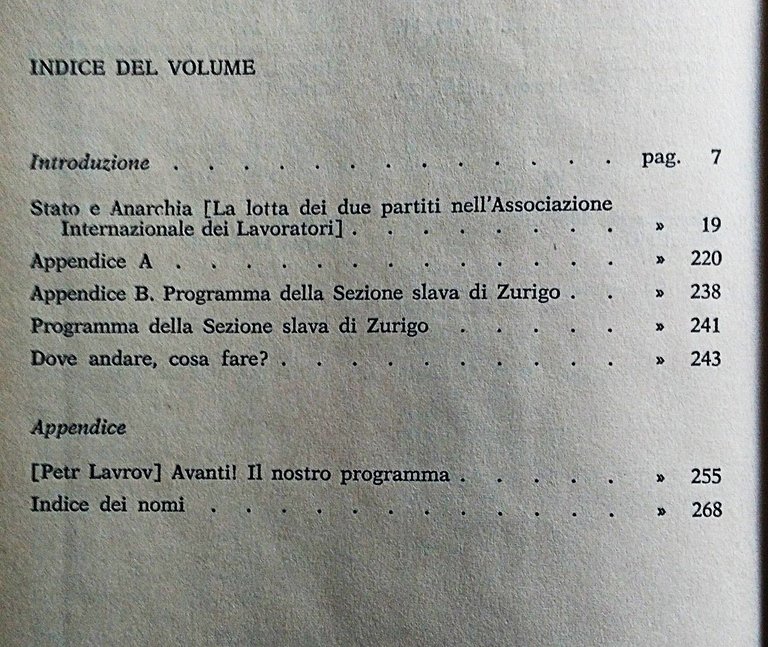 INDICE DEL VOLUME
Introduzione . . . . . . . . . . . . . pag. 7
Stato e Anarchia [La lotta dei due partiti nell'Associazione
Internazionale dei Lavoratori] . . . . . . . . » 19
Appendice A . . . . . . . . . . . . . » 220
Appendice B. Programma della Sezione slava di Zurigo . . » 238
Programma della Sezione slava di Zurigo . . . . . » 241
Dove andare, cosa fare? . . . . . . . . . . » 243
Appendice
[Petr Lavrov] Avanti! Il nostro programma . . . . . » 255
Indice dei nomi . . . . . . . . . . . . » 268